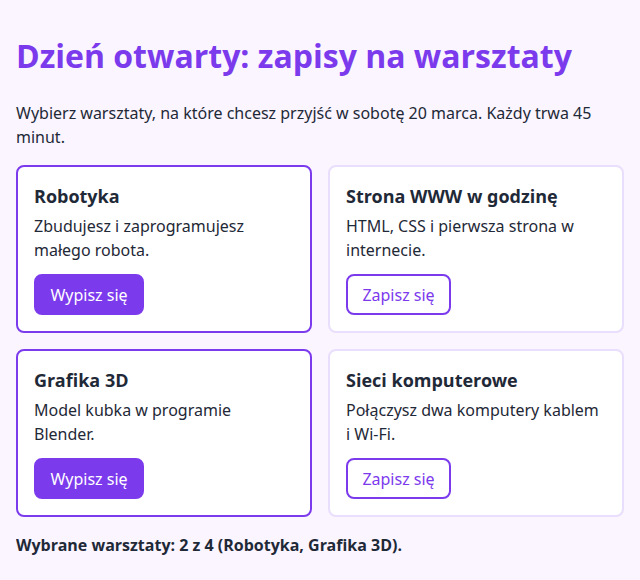 Dzień otwarty: zapisy na warsztaty
Wybierz warsztaty, na które chcesz przyjść w sobotę 20 marca. Każdy trwa 45
minut.
Robotyka
Zbudujesz i zaprogramujesz
małego robota.
Wypisz się
Strona WWW w godzinę
HTML, CSS i pierwsza strona w
internecie.
Zapisz się
Grafika 3D
Model kubka w programie
Blender.
Wypisz się
Sieci komputerowe
Połączysz dwa komputery kablem
i Wi-Fi.
Zapisz się
Wybrane warsztaty: 2 z 4 (Robotyka, Grafika 3D).